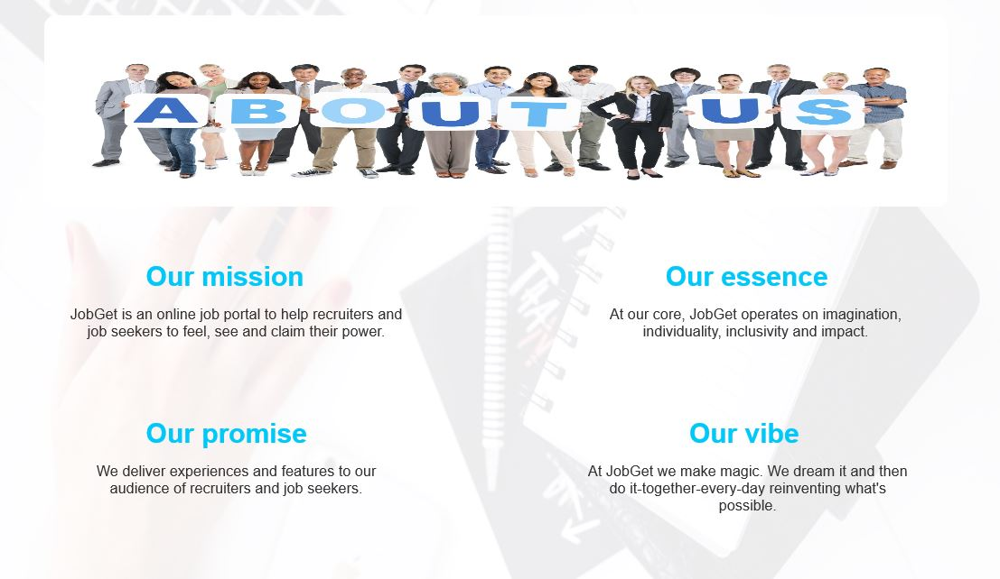 ABOUT US
Our mission
JobGet is an online job portal to help recruiters and
job seekers to feel, see and claim their power.
Our essence
At our core, JobGet operates on imagination,
individuality, inclusivity and impact.
Our promise
We deliver experiences and features to our
audience of recruiters and job seekers.
Our vibe
At JobGet we make magic. We dream it and then
do it-together-every-day reinventing what's
possible.